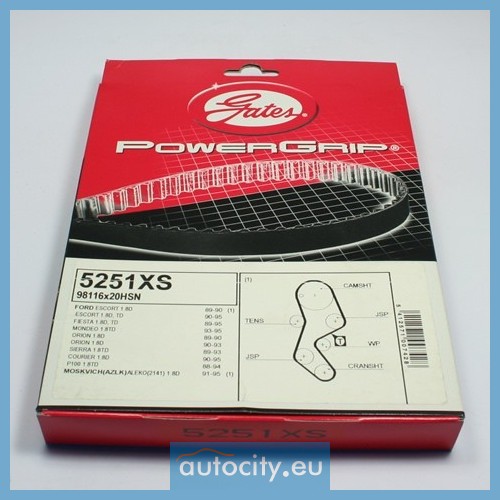 Gates
POWERGRIP®
5251XS
98116x20HSN
FORD ESCORT 1.8D 89-90 (1)
ESCORT 1.8D, TD 90-95
FIESTA 1.8D, TD 89-95
MONDEO 1.8TD 93-95
ORION 1.8D 89-90
ORION 1.8D 90-93
SIERRA 1.8TD 89-93
COURIER 1.8D 90-95
P100 1.8TD 88-94
MOSKVICH(AZLK)ALEKO(2141) 1.8D 91-95 (1)
(1)
CAMSHT
TENS
JSP
T
WP
JSP
CRANSHT
5251XS
autocity.eu